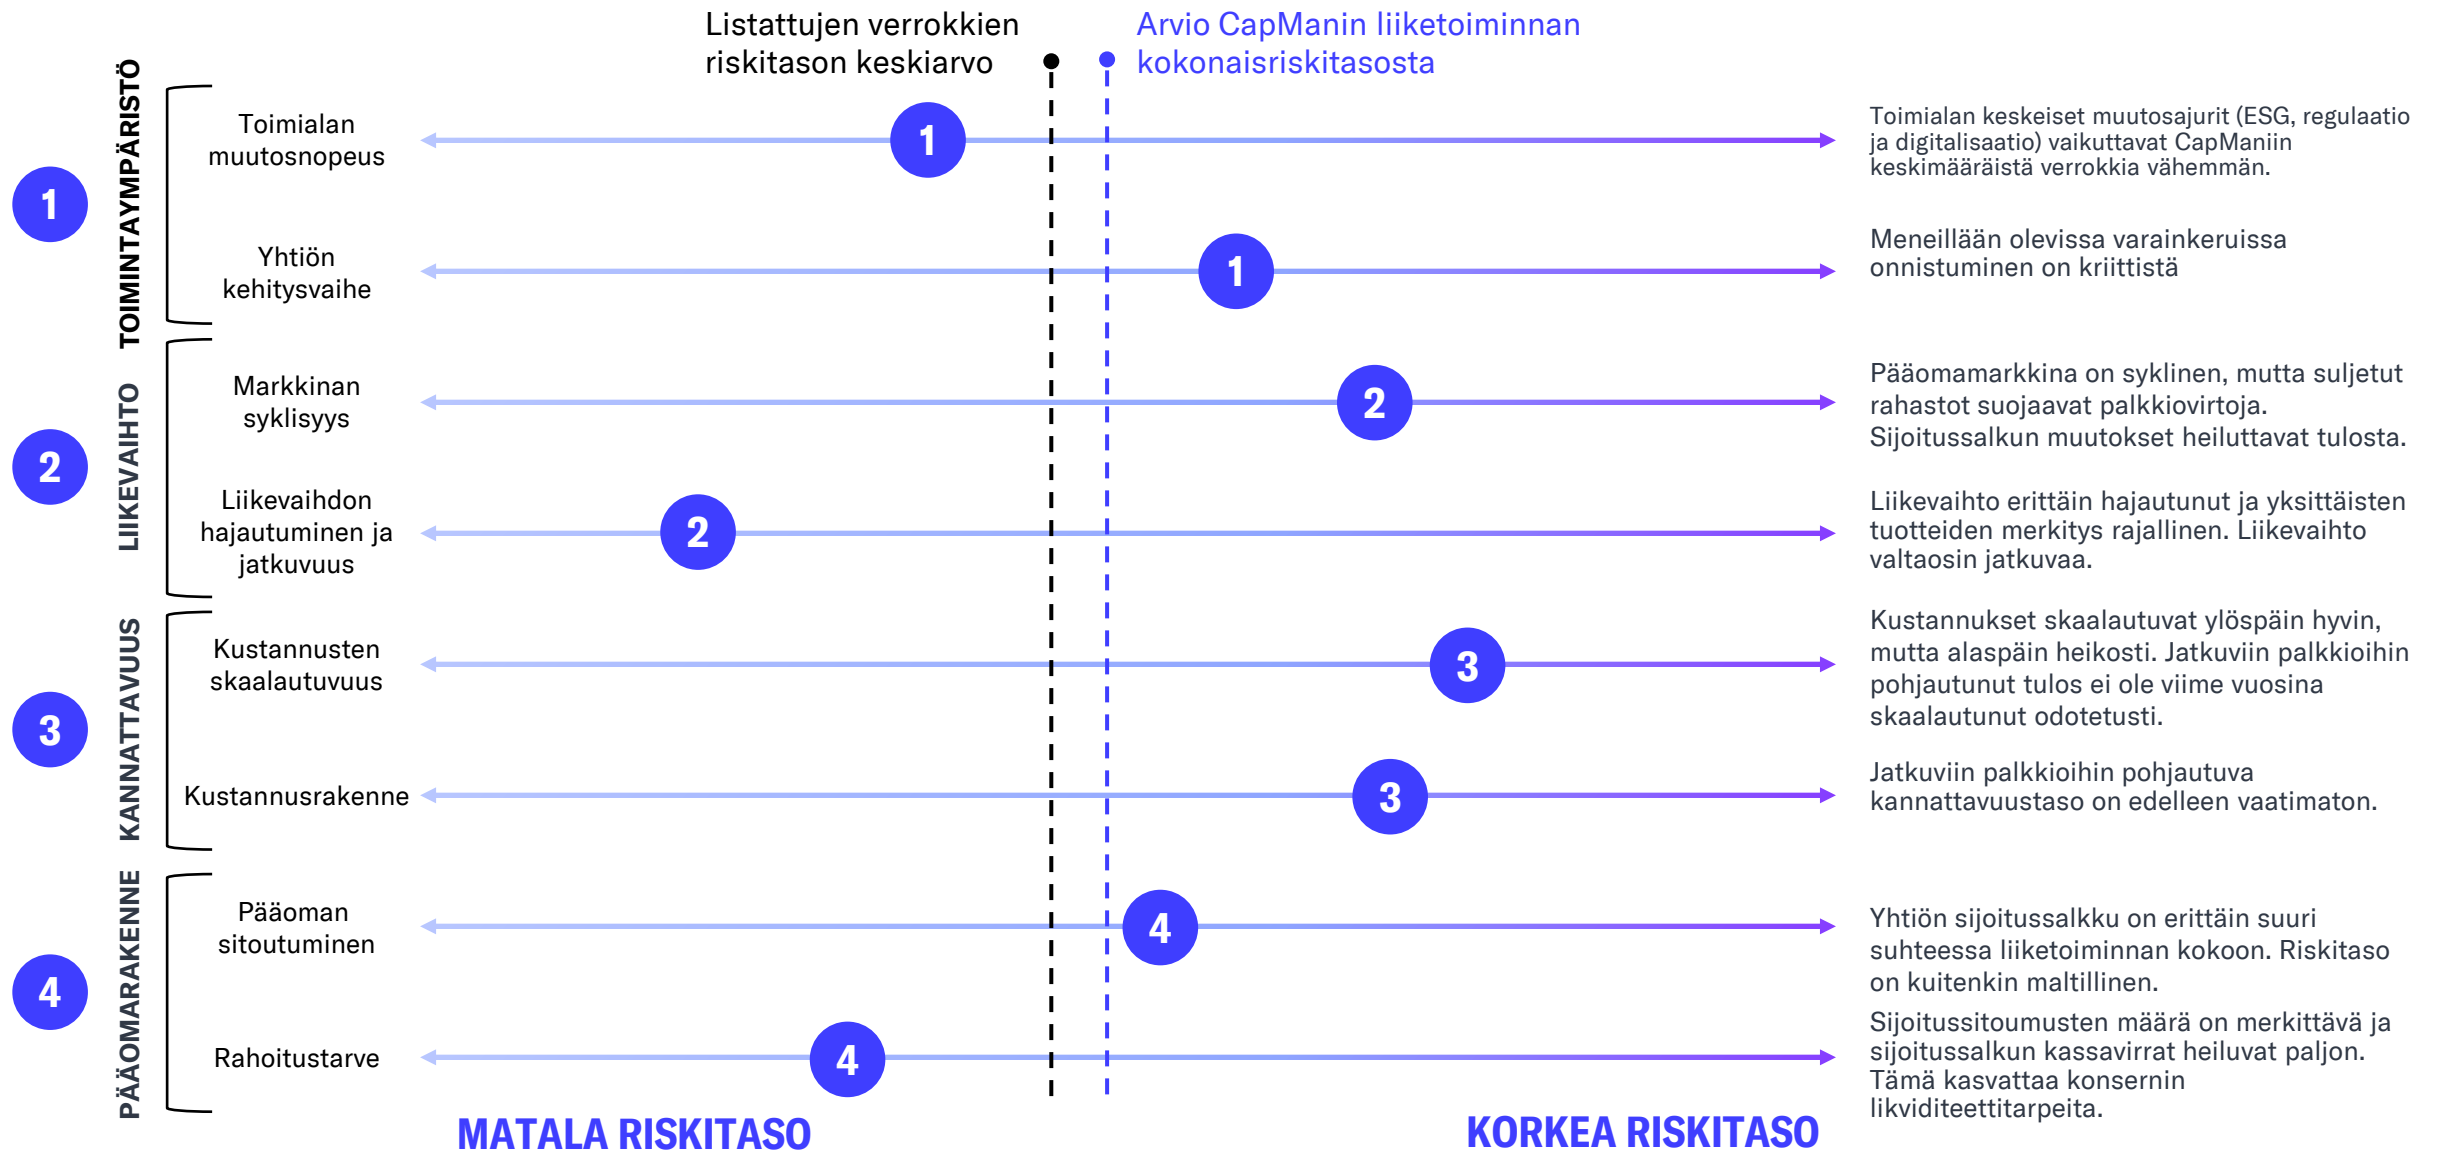 Listattujen verrokkien
riskitason keskiarvo
Arvio CapManin liiketoiminnan
kokonaisriskitasosta
1
TOIMINTAYMPÄRISTÖ
Toimialan
muutosnopeus
1
Toimialan keskeiset muutosajurit (ESG, regulaatio
ja digitalisaatio) vaikuttavat CapManiin
keskimääräistä verrokkia vähemmän.
Yhtiön
kehitysvaihe
1
Meneillään olevissa varainkeruissa
onnistuminen on kriittistä
2
LIIKEVAIHTO
Markkinan
syklisyys
2
Pääomamarkkina on syklinen, mutta suljetut
rahastot suojaavat palkkiovirtoja.
Sijoitussalkun muutokset heiluttavat tulosta.
Liikevaihdon
hajautuminen ja
jatkuvuus
2
Liikevaihto erittäin hajautunut ja yksittäisten
tuotteiden merkitys rajallinen. Liikevaihto
valtaosin jatkuvaa.
3
KANNATTAVUUS
Kustannusten
skaalautuvuus
3
Kustannukset skaalautuvat ylöspäin hyvin,
mutta alaspäin heikosti. Jatkuviin palkkioihin
pohjautunut tulos ei ole viime vuosina
skaalautunut odotetusti.
Kustannusrakenne
3
Jatkuviin palkkioihin pohjautuva
kannattavuustaso on edelleen vaatimaton.
4
PÄÄOMARAKENNE
Pääoman
sitoutuminen
4
Yhtiön sijoitussalkku on erittäin suuri
suhteessa liiketoiminnan kokoon. Riskitaso
on kuitenkin maltillinen.
Rahoitustarve
4
Sijoitussitoumusten määrä on merkittävä ja
sijoitussalkun kassavirrat heiluvat paljon.
Tämä kasvattaa konsernin
likviditeettitarpeita.
MATALA RISKITASO
KORKEA RISKITASO